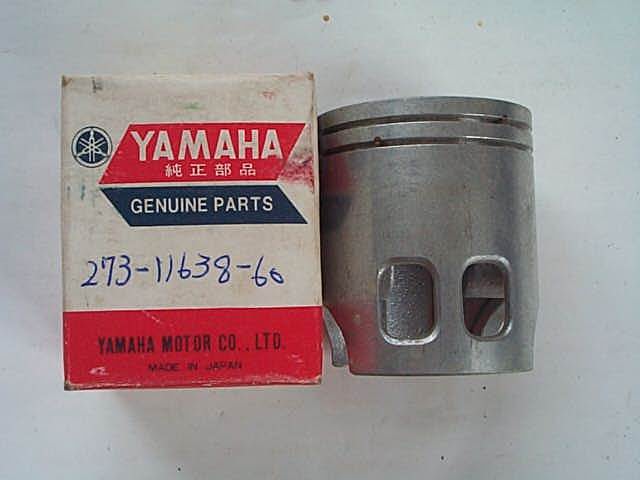 YAMAHA
純正部品
GENUINE PARTS
273-11638-60
YAMAHA MOTOR CO., LTD.
MADE IN JAPAN